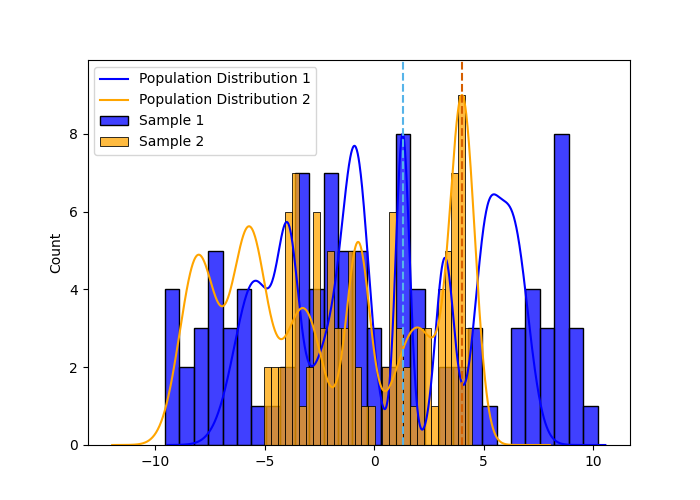 Population Distribution 1
Population Distribution 2
Sample 1
Sample 2
Count
8
6
4
2
0
−10
−5
0
5
10